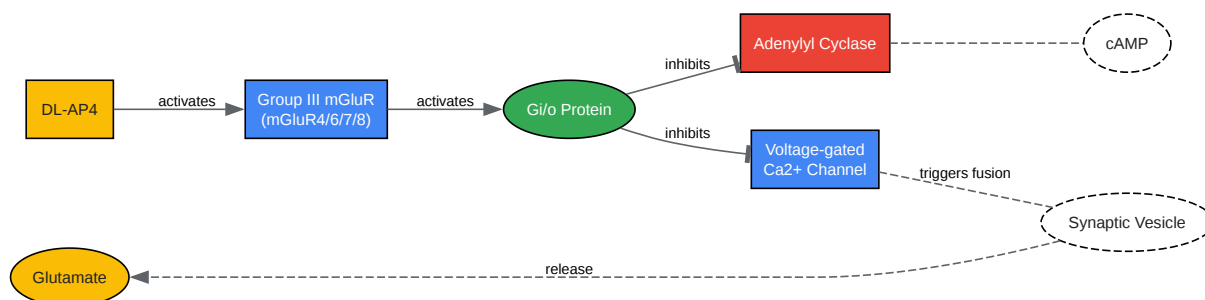 DL-AP4
activates
Group III mGluR
(mGluR4/6/7/8)
activates
Gi/o Protein
inhibits
Adenylyl Cyclase
cAMP
inhibits
Voltage-gated
Ca2+ Channel
triggers fusion
Synaptic Vesicle
release
Glutamate